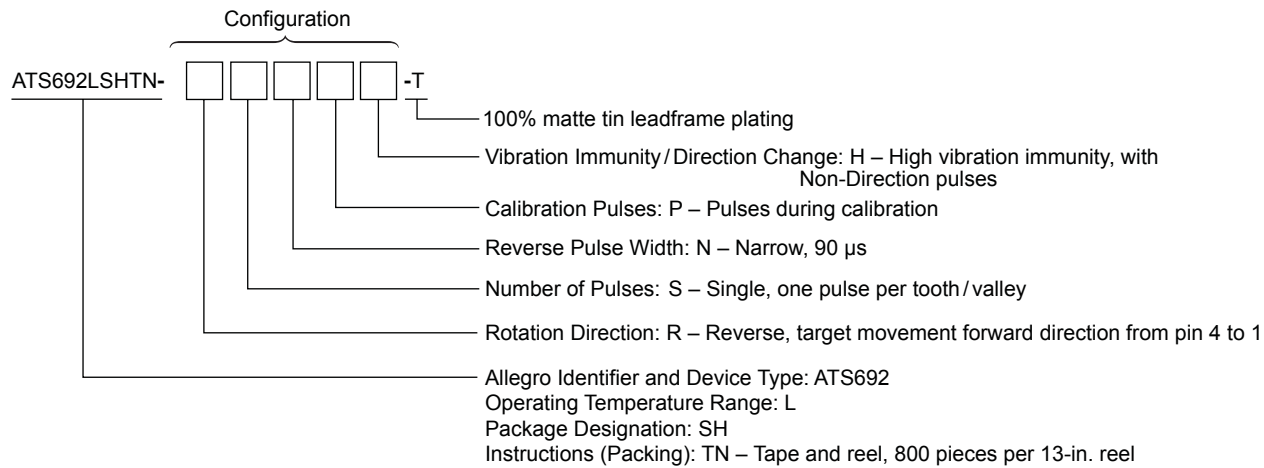 Configuration
ATS692LSHTN-
-T
100% matte tin leadframe plating
Vibration Immunity / Direction Change: H – High vibration immunity, with
Non-Direction pulses
Calibration Pulses: P – Pulses during calibration
Reverse Pulse Width: N – Narrow, 90 µs
Number of Pulses: S – Single, one pulse per tooth / valley
Rotation Direction: R – Reverse, target movement forward direction from pin 4 to 1
Allegro Identifier and Device Type: ATS692
Operating Temperature Range: L
Package Designation: SH
Instructions (Packing): TN – Tape and reel, 800 pieces per 13-in. reel